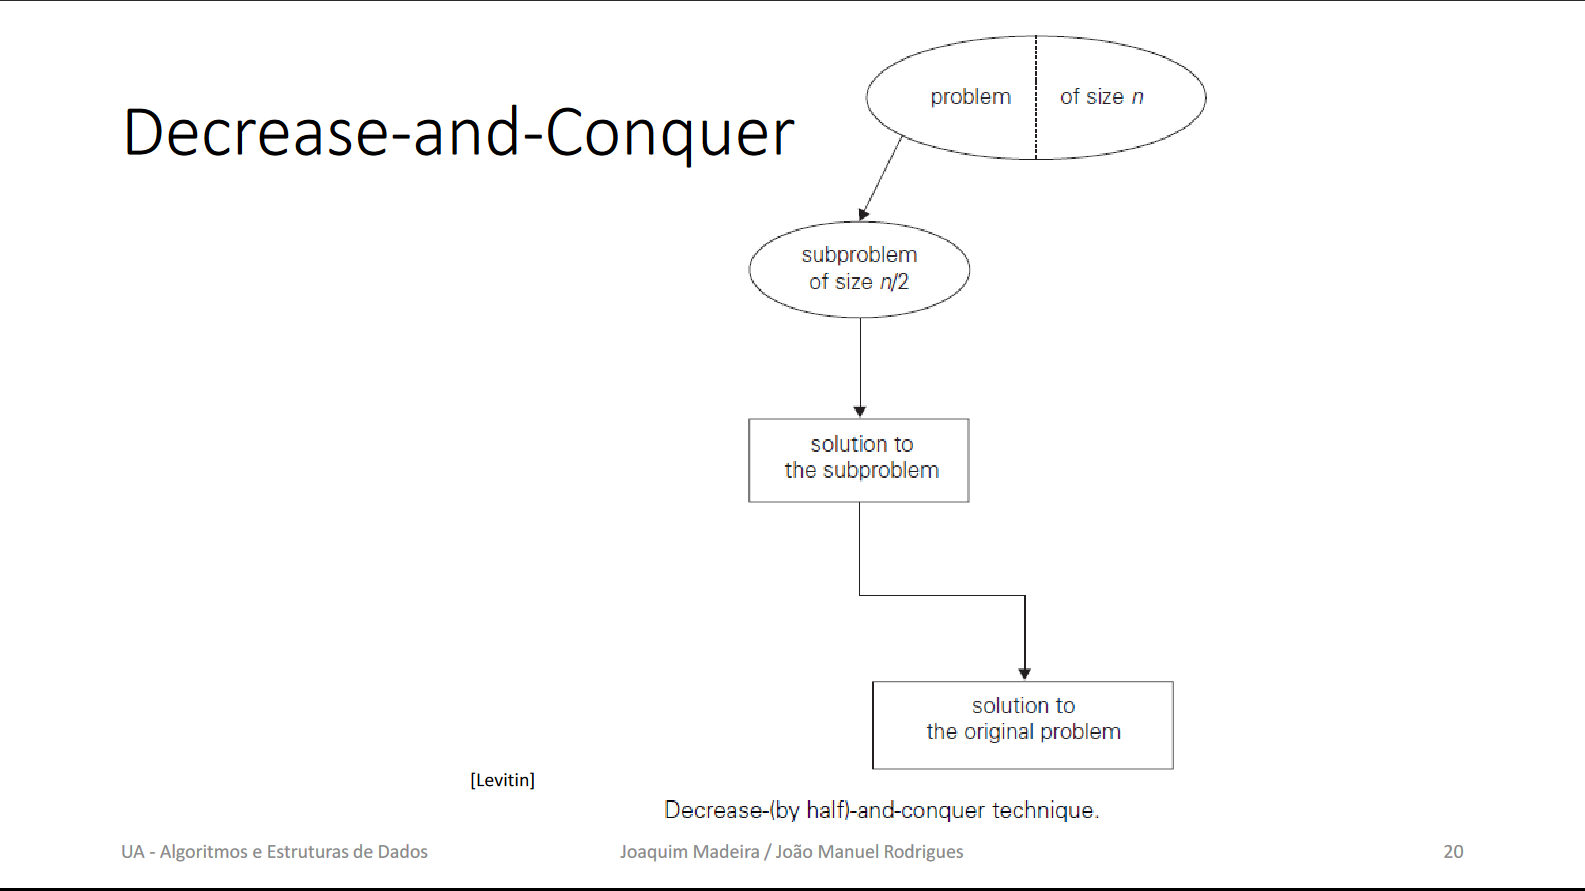 Decrease-and-Conquer
problem of size n
subproblem
of size n/2
solution to
the subproblem
solution to
the original problem
[Levitin]
Decrease-(by half)-and-conquer technique.
UA - Algoritmos e Estruturas de Dados
Joaquim Madeira / João Manuel Rodrigues
20